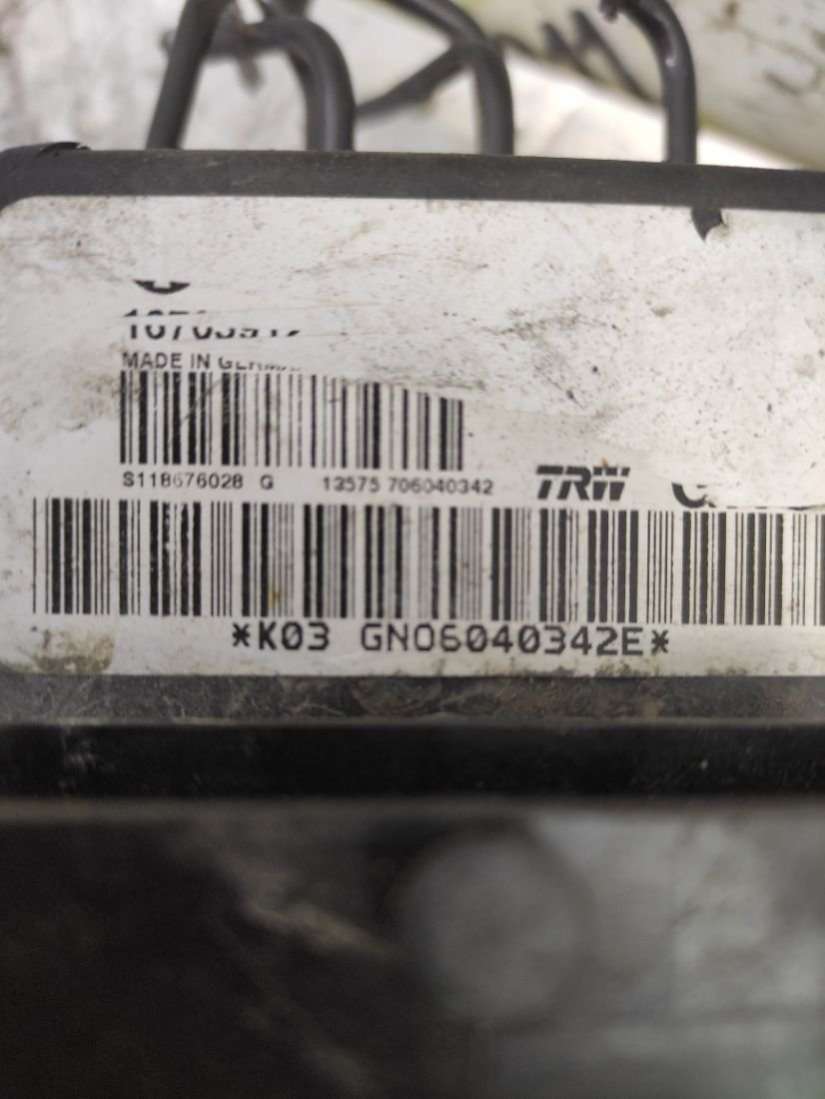 MADE IN
S118676028 G 13575 706040342
TRW
*K03 GN06040342E*